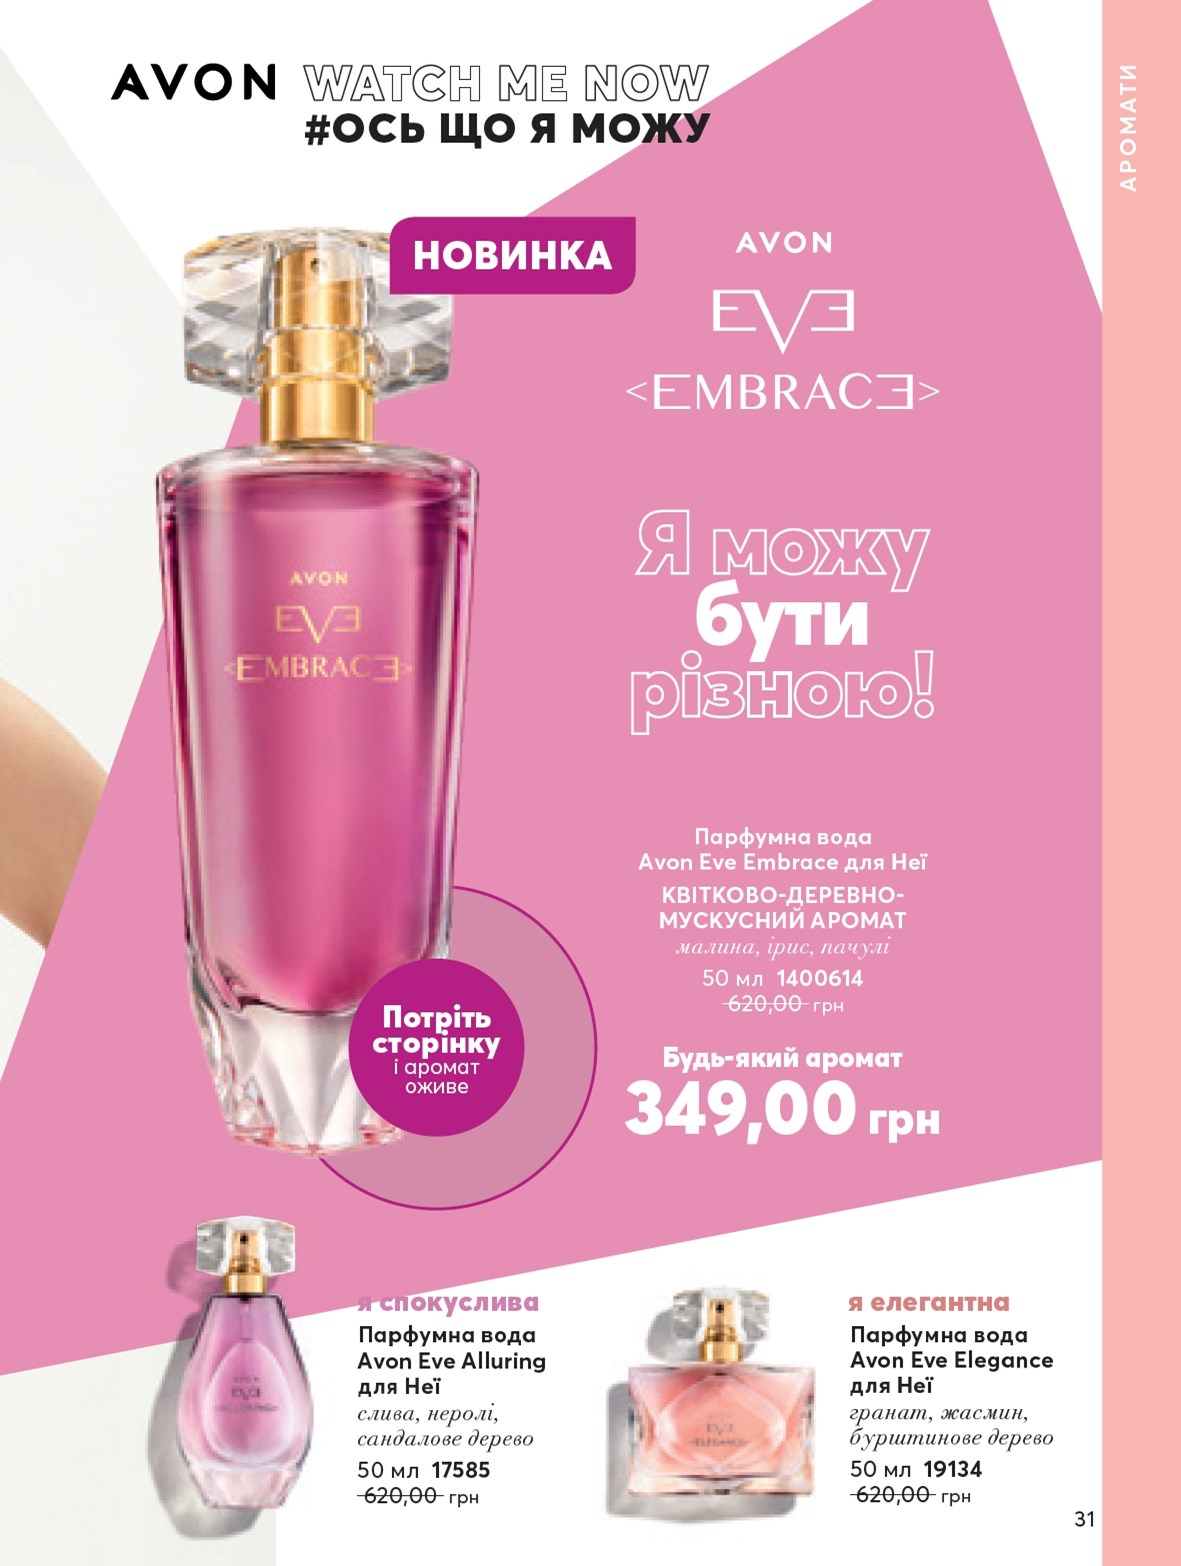 AVON WATCH ME NOW
#ОСЬ ЩО Я МОЖУ
АРОМАТИ
НОВИНКА
AVON
EVE
<EMBRACE>
Я можу
бути
різною!
AVON
EVE
<EMBRACE>
Парфумна вода
Avon Eve Embrace для Неї
КВІТКОВО-ДЕРЕВНО-
МУСКУСНИЙ АРОМАТ
малина, ірис, пачулі
50 мл 1400614
620,00 грн
Потріть
сторінку
і аромат
оживе
Будь-який аромат
349,00 грн
я спокуслива
Парфумна вода
Avon Eve Alluring
для Неї
слива, неролі,
сандалове дерево
50 мл 17585
620,00 грн
EVE
я елегантна
Парфумна вода
Avon Eve Elegance
для Неї
гранат, жасмин,
бурштинове дерево
50 мл 19134
620,00 грн
EVE
<ELEGANCE>
31